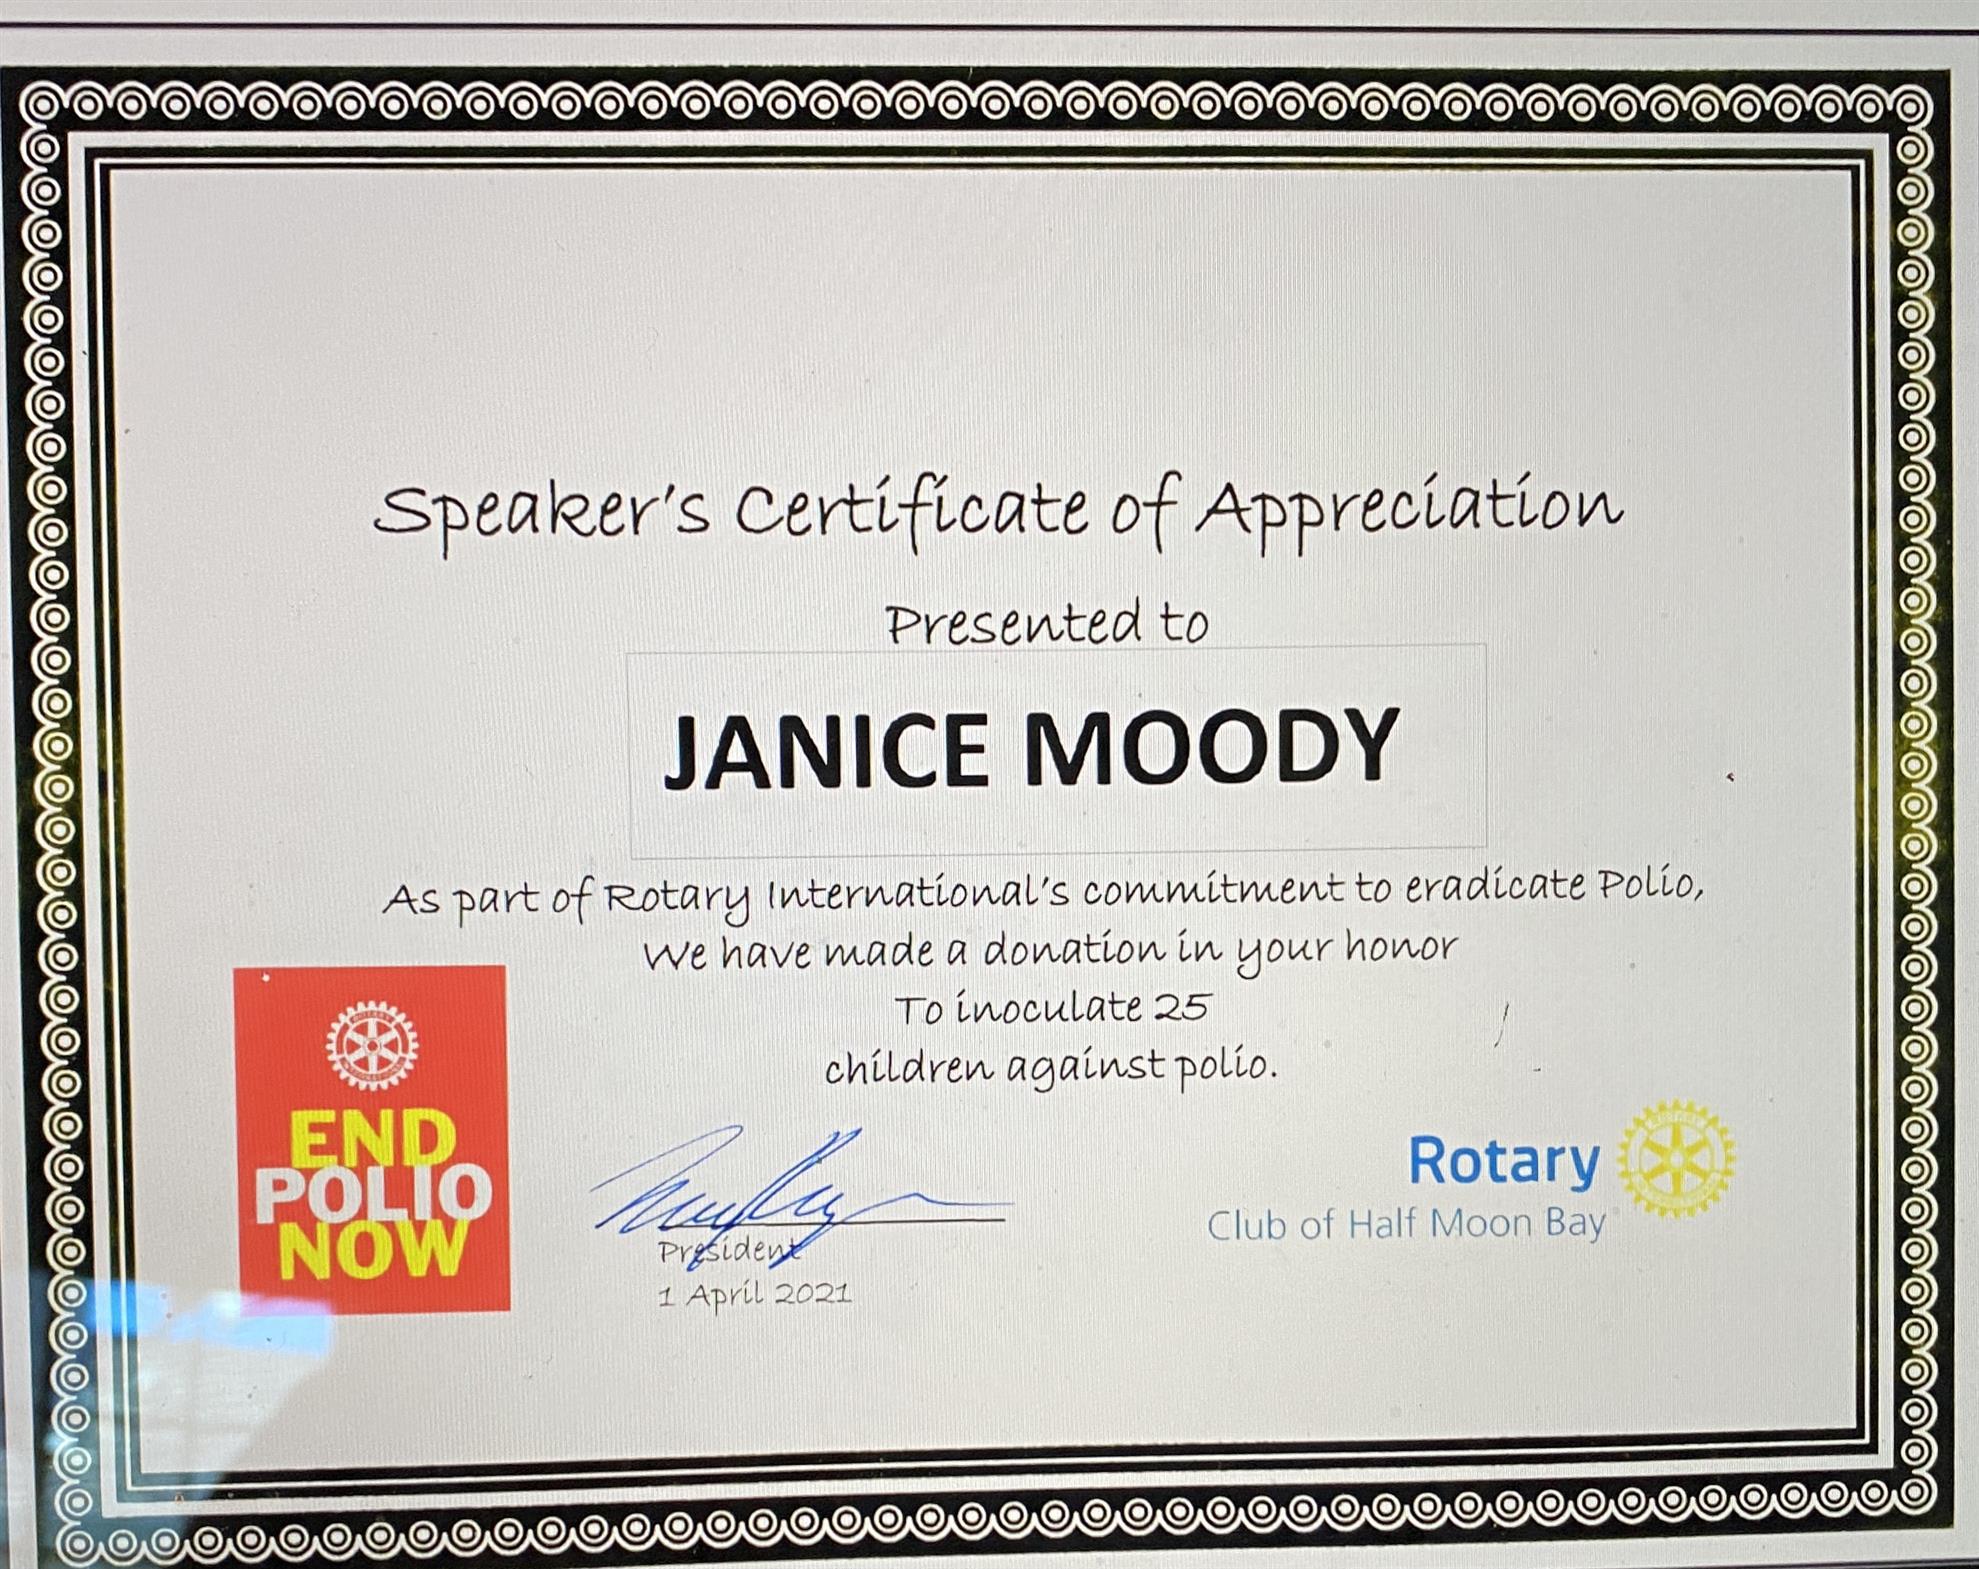 Speaker's Certificate of Appreciation
Presented to
JANICE MOODY
As part of Rotary International's commitment to eradicate Polio,
We have made a donation in your honor
To inoculate 25
children against polio.
END
POLIO
NOW
President
1 April 2021
Rotary
Club of Half Moon Bay